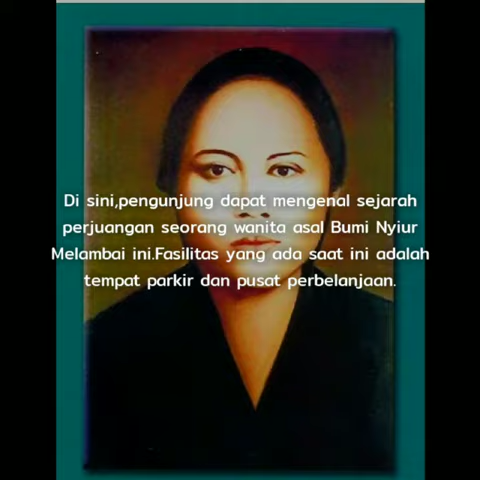 Di sini,pengunjung dapat mengenal sejarah
perjuangan seorang wanita asal Bumi Nyiur
Melambai ini.Fasilitas yang ada saat ini adalah
tempat parkir dan pusat perbelanjaan.